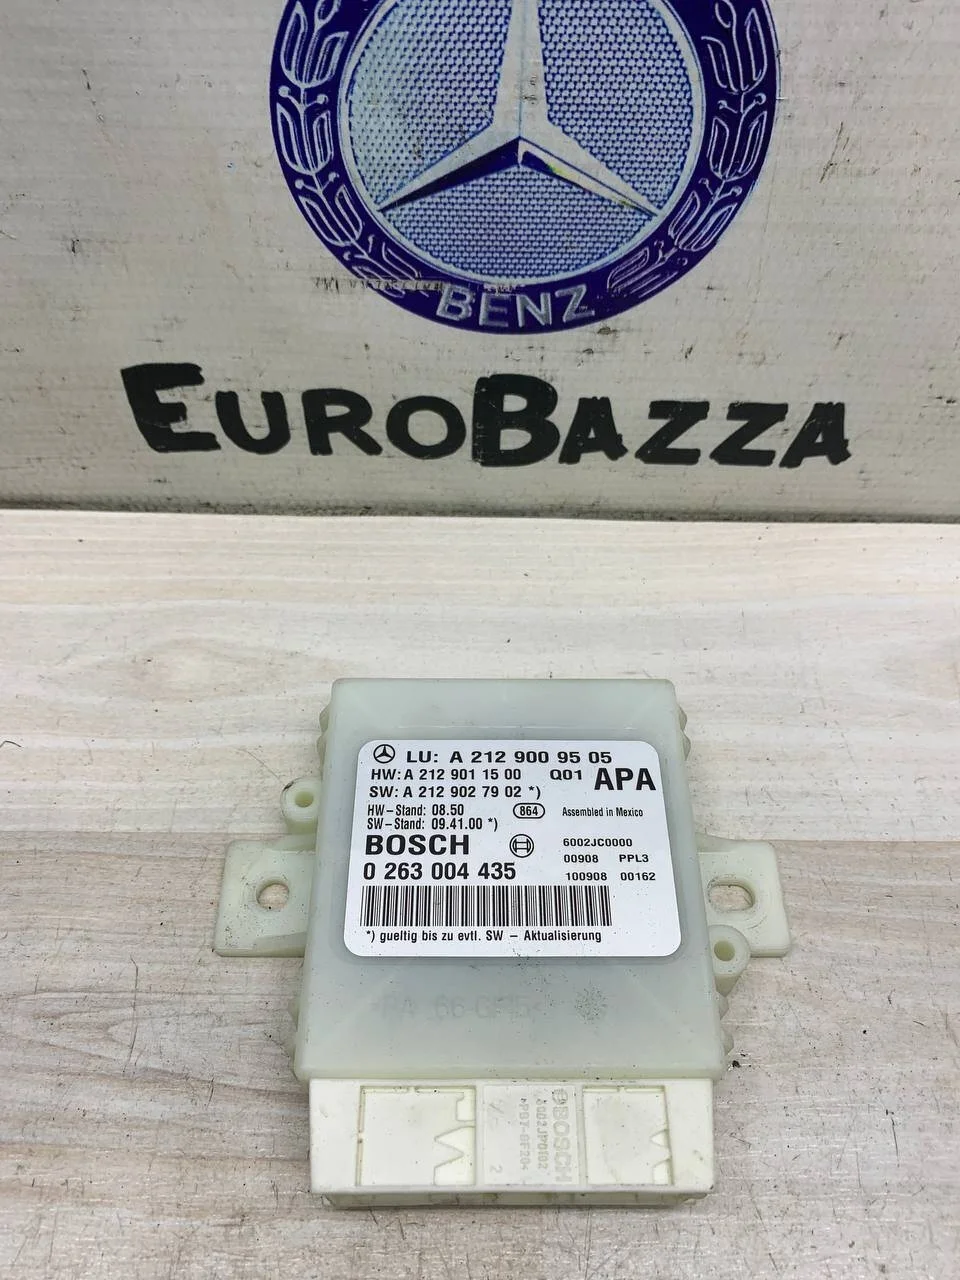 BENZ
EUROBAZZA
LU: A 212 900 95 05
HW: A 212 901 15 00 Q01 APA
SW: A 212 902 79 02 *)
HW-Stand: 08.50 864 Assembled in Mexico
SW-Stand: 09.41.00 *)
BOSCH 6002JC0000
00908 PPL3
0 263 004 435 100908 00162
*) gueltig bis zu evtl. SW - Aktualisierung
BOSCH
2